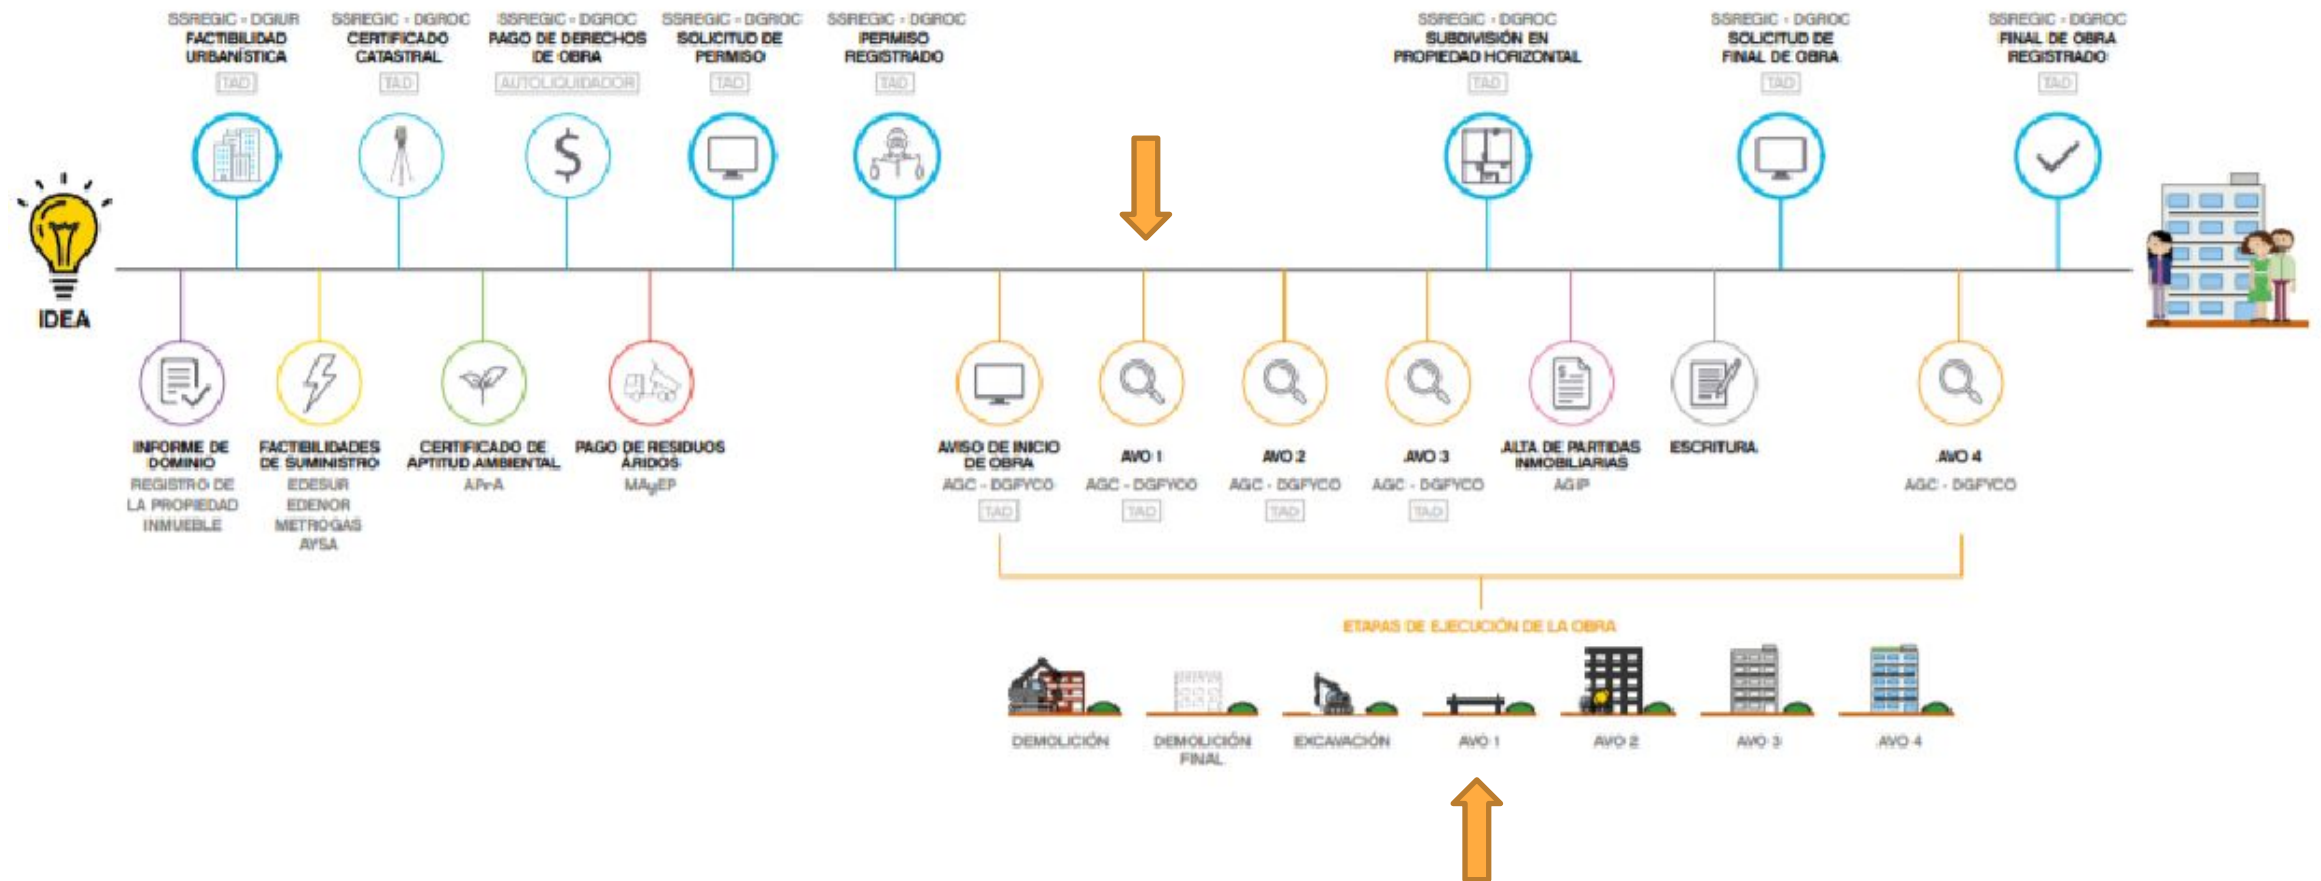 SSREGIC - DGIUR
FACTIBILIDAD
URBANÍSTICA
TAD
SSREGIC - DGROC
CERTIFICADO
CATASTRAL
TAD
SSREGIC - DGROC
PAGO DE DERECHOS
DE OBRA
AUTOLIQUIDADOR
SSREGIC - DGROC
SOLICITUD DE
PERMISO
TAD
SSREGIC - DGROC
PERMISO
REGISTRADO
TAD
SSREGIC - DGROC
SUBDIVISIÓN EN
PROPIEDAD HORIZONTAL
TAD
SSREGIC - DGROC
SOLICITUD DE
FINAL DE OBRA
TAD
SSREGIC - DGROC
FINAL DE OBRA
REGISTRADO
TAD
IDEA
INFORME DE
DOMINIO
REGISTRO DE
LA PROPIEDAD
INMUEBLE
FACTIBILIDADES
DE SUMINISTRO
EDESUR
EDENOR
METROGAS
AYSA
CERTIFICADO DE
APTITUD AMBIENTAL
APrA
PAGO DE RESIDUOS
ÁRIDOS
MAyEP
AVISO DE INICIO
DE OBRA
AGC - DGFYCO
TAD
AVO 1
AGC - DGFYCO
TAD
AVO 2
AGC - DGFYCO
TAD
AVO 3
AGC - DGFYCO
TAD
ALTA DE PARTIDAS
INMOBILIARIAS
AGIP
ESCRITURA
AVO 4
AGC - DGFYCO
ETAPAS DE EJECUCIÓN DE LA OBRA
DEMOLICIÓN
DEMOLICIÓN
FINAL
EXCAVACIÓN
AVO 1
AVO 2
AVO 3
AVO 4